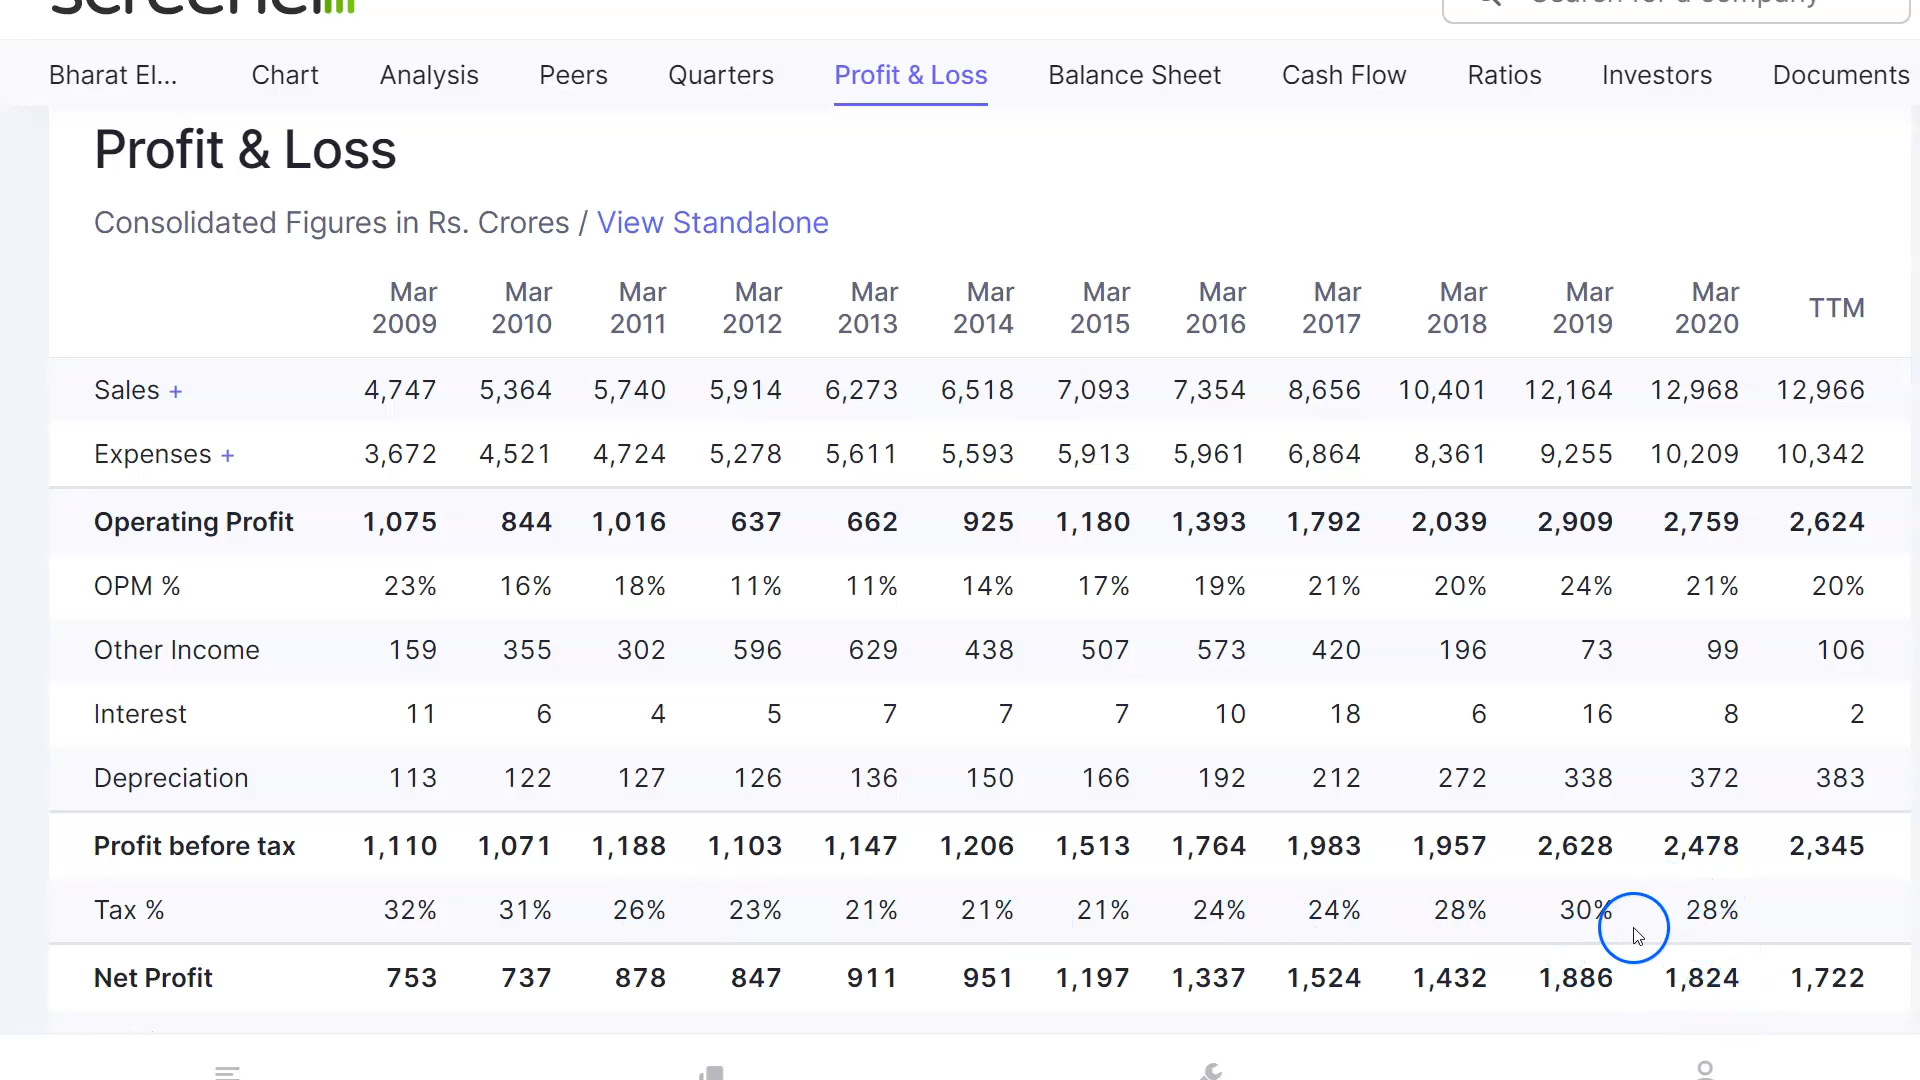 screener
Search for a company
Bharat El... Chart Analysis Peers Quarters Profit & Loss Balance Sheet Cash Flow Ratios Investors Documents
Profit & Loss
Consolidated Figures in Rs. Crores / View Standalone
Mar 2009 Mar 2010 Mar 2011 Mar 2012 Mar 2013 Mar 2014 Mar 2015 Mar 2016 Mar 2017 Mar 2018 Mar 2019 Mar 2020 TTM
Sales + 4,747 5,364 5,740 5,914 6,273 6,518 7,093 7,354 8,656 10,401 12,164 12,968 12,966
Expenses + 3,672 4,521 4,724 5,278 5,611 5,593 5,913 5,961 6,864 8,361 9,255 10,209 10,342
Operating Profit 1,075 844 1,016 637 662 925 1,180 1,393 1,792 2,039 2,909 2,759 2,624
OPM % 23% 16% 18% 11% 11% 14% 17% 19% 21% 20% 24% 21% 20%
Other Income 159 355 302 596 629 438 507 573 420 196 73 99 106
Interest 11 6 4 5 7 7 7 10 18 6 16 8 2
Depreciation 113 122 127 126 136 150 166 192 212 272 338 372 383
Profit before tax 1,110 1,071 1,188 1,103 1,147 1,206 1,513 1,764 1,983 1,957 2,628 2,478 2,345
Tax % 32% 31% 26% 23% 21% 21% 21% 24% 24% 28% 30% 28%
Net Profit 753 737 878 847 911 951 1,197 1,337 1,524 1,432 1,886 1,824 1,722